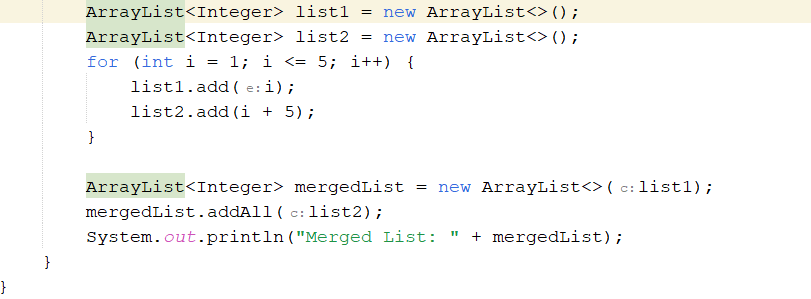 ArrayList<Integer> list1 = new ArrayList<>();
ArrayList<Integer> list2 = new ArrayList<>();
for (int i = 1; i <= 5; i++) {
list1.add( e: i);
list2.add(i + 5);
}
ArrayList<Integer> mergedList = new ArrayList<>( c: list1);
mergedList.addAll( c: list2);
System.out.println("Merged List: " + mergedList);
}
}